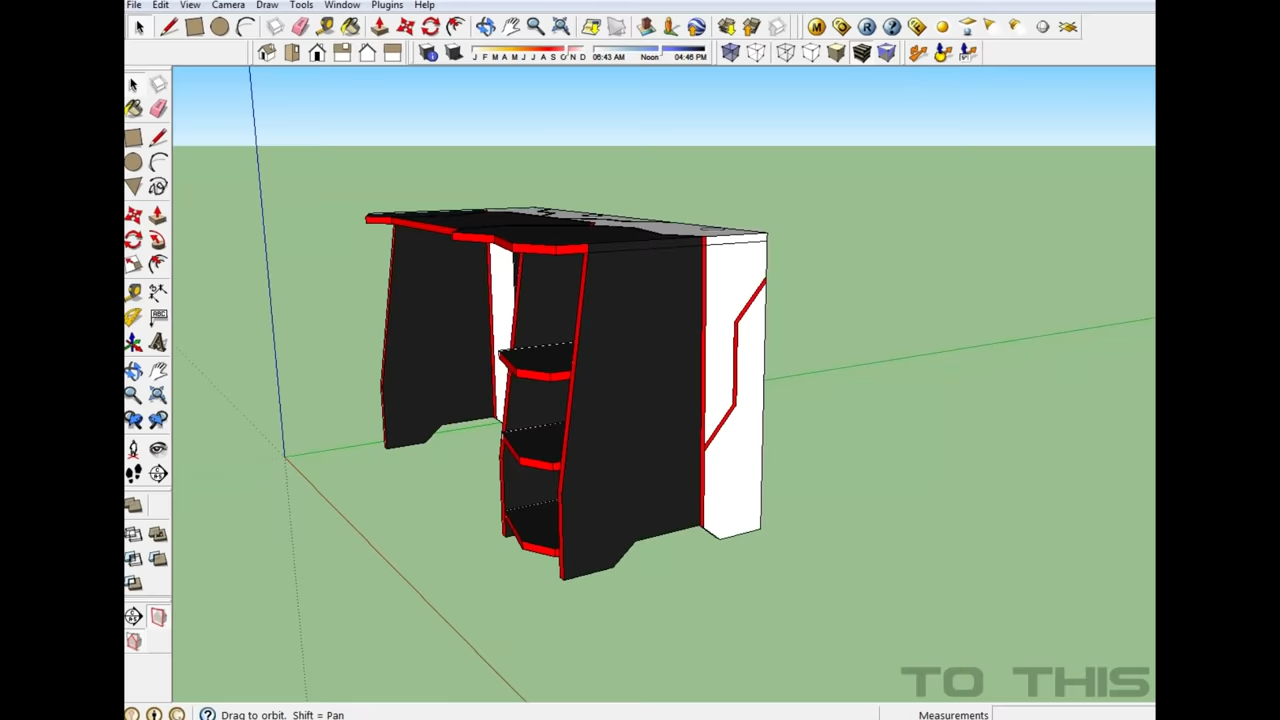 File Edit View Camera Draw Tools Window Plugins Help
J F M A M J J A S O N D 06:43 AM Noon 04:46 PM
ABC
TO THIS
Drag to orbit. Shift = Pan Measurements